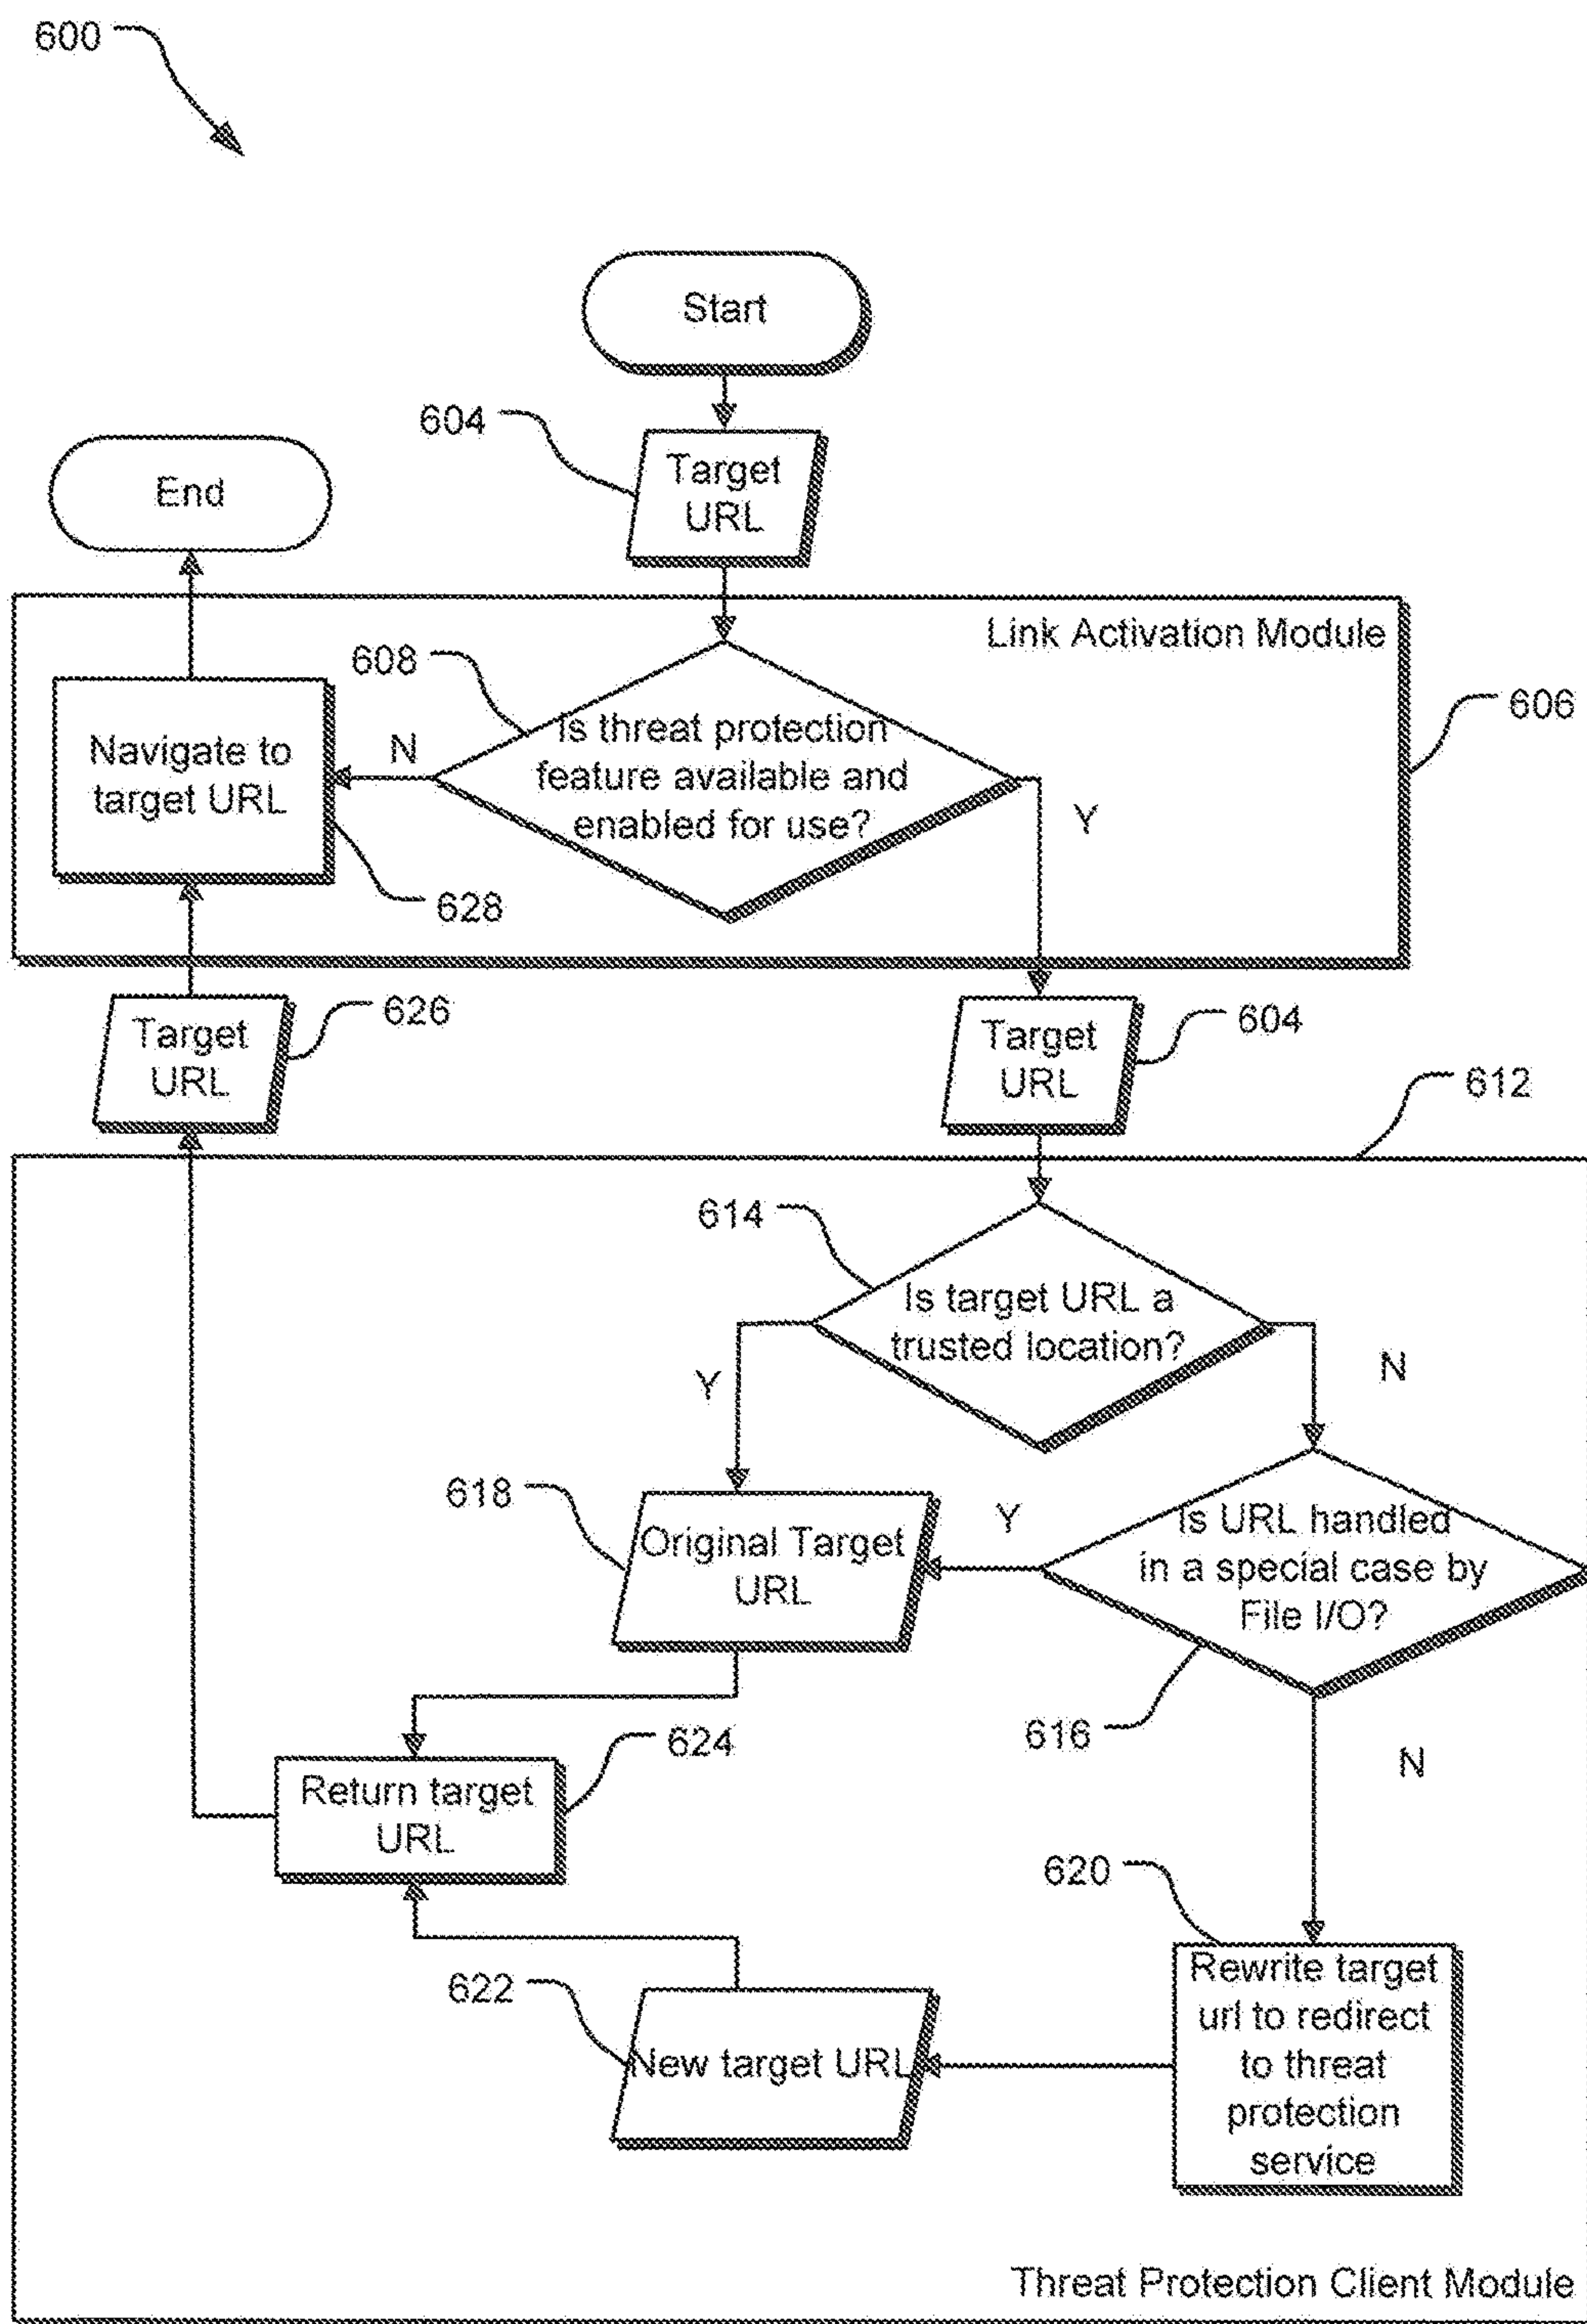 600
Start
604
Target
URL
End
Link Activation Module
608
606
Is threat protection
feature available and
enabled for use?
N
Navigate to
target URL
Y
628
626
Target
URL
604
Target
URL
612
614
Is target URL a
trusted location?
Y
N
618
Original Target
URL
Y
Is URL handled
in a special case by
File I/O?
616
624
Return target
URL
N
620
Rewrite target
url to redirect
to threat
protection
service
622
New target URL
Threat Protection Client Module